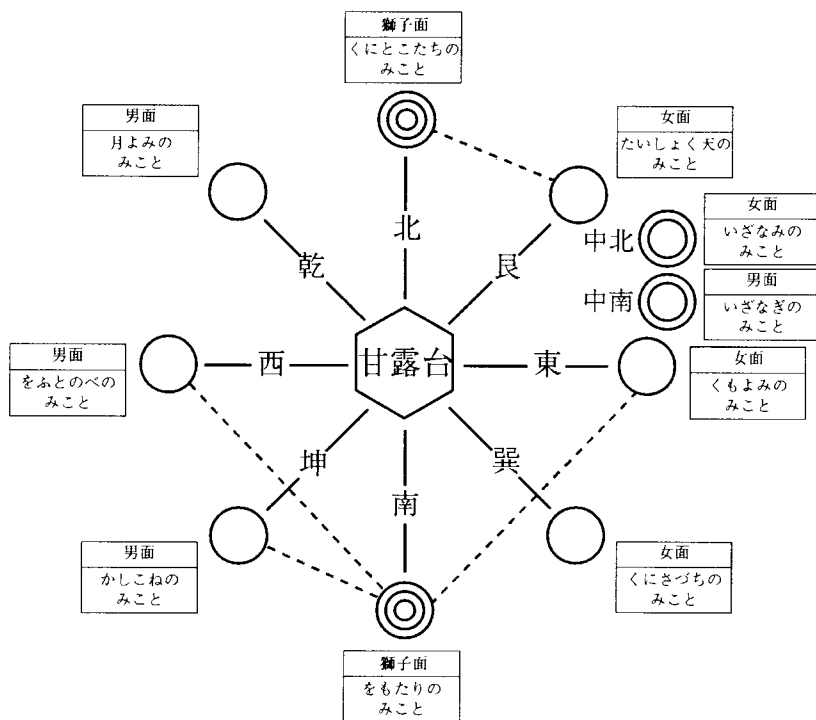 獅子面
くにとこたちの
みこと
男面
月よみの
みこと
女面
たいしょく天の
みこと
北
乾
艮
中北
女面
いざなみの
みこと
中南
男面
いざなぎの
みこと
男面
をふとのべの
みこと
西
甘露台
東
女面
くもよみの
みこと
坤
南
巽
男面
かしこねの
みこと
女面
くにさづちの
みこと
獅子面
をもたりの
みこと